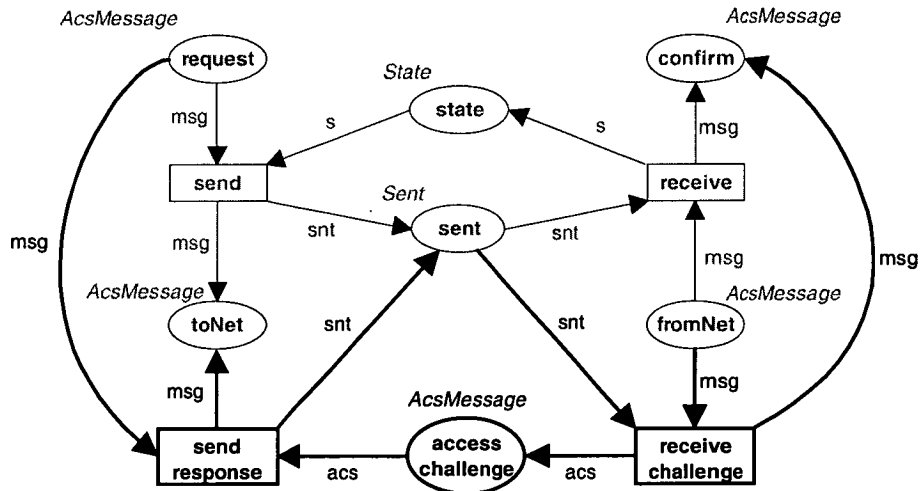 AcsMessage
AcsMessage
request
confirm
State
state
msg
s
s
msg
send
receive
Sent
sent
snt
snt
msg
msg
msg
msg
AcsMessage
AcsMessage
toNet
fromNet
snt
snt
msg
msg
AcsMessage
send
response
access
challenge
receive
challenge
acs
acs